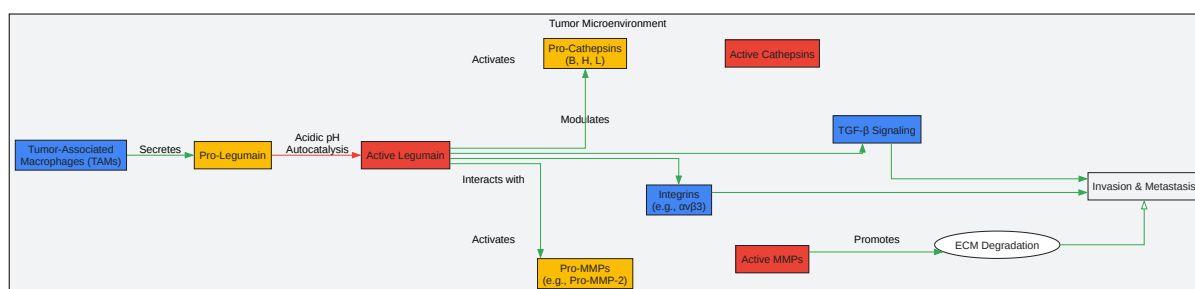 Tumor Microenvironment
Pro-Cathepsins
(B, H, L)
Active Cathepsins
Activates
Modulates
TGF-β Signaling
Tumor-Associated
Macrophages (TAMs)
Secretes
Pro-Legumain
Acidic pH
Autocatalysis
Active Legumain
Interacts with
Integrins
(e.g., αvβ3)
Invasion & Metastasis
Activates
Pro-MMPs
(e.g., Pro-MMP-2)
Active MMPs
Promotes
ECM Degradation